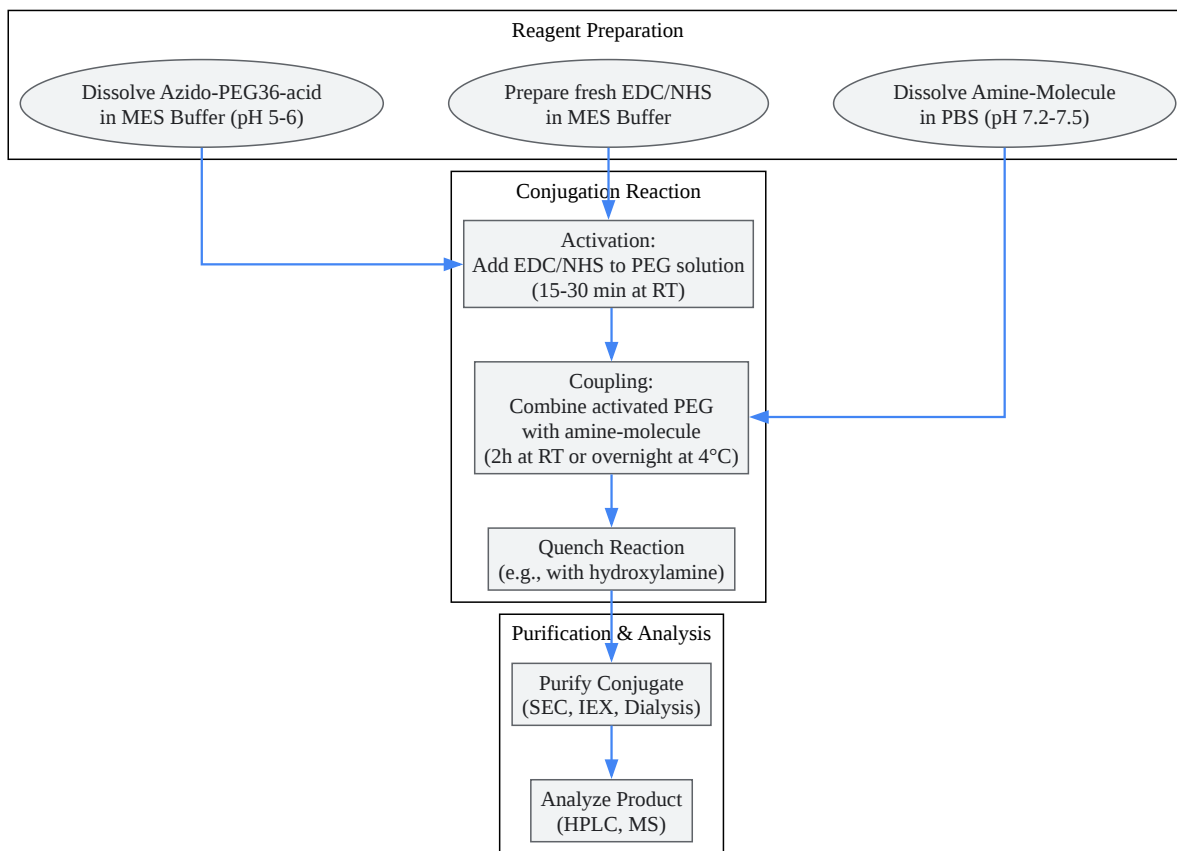 Reagent Preparation
Dissolve Azido-PEG36-acid
in MES Buffer (pH 5-6)
Prepare fresh EDC/NHS
in MES Buffer
Dissolve Amine-Molecule
in PBS (pH 7.2-7.5)
Conjugation Reaction
Activation:
Add EDC/NHS to PEG solution
(15-30 min at RT)
Coupling:
Combine activated PEG
with amine-molecule
(2h at RT or overnight at 4°C)
Quench Reaction
(e.g., with hydroxylamine)
Purification & Analysis
Purify Conjugate
(SEC, IEX, Dialysis)
Analyze Product
(HPLC, MS)